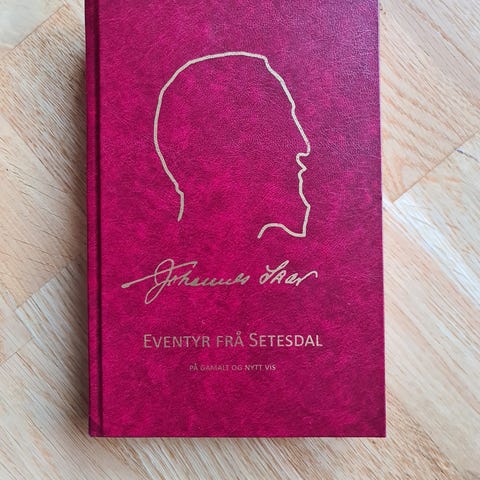 Johannes Skar
EVENTYR FRÅ SETESDAL
PÅ GAMALT OG NYTT VIS